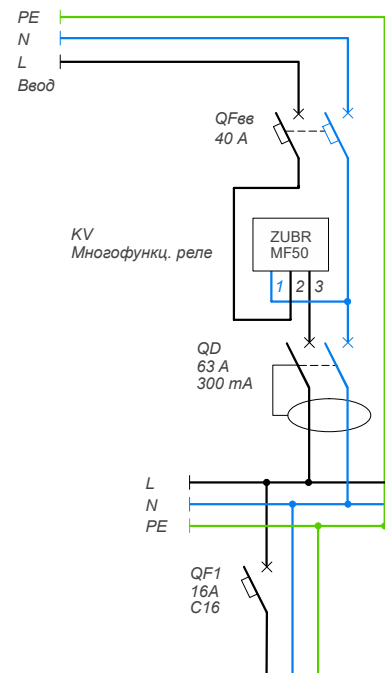 PE
N
L
Ввод
QFвв
40 А
KV
Многофункц. реле
ZUBR
MF50
1 2 3
QD
63 А
300 mA
L
N
PE
QF1
16А
C16